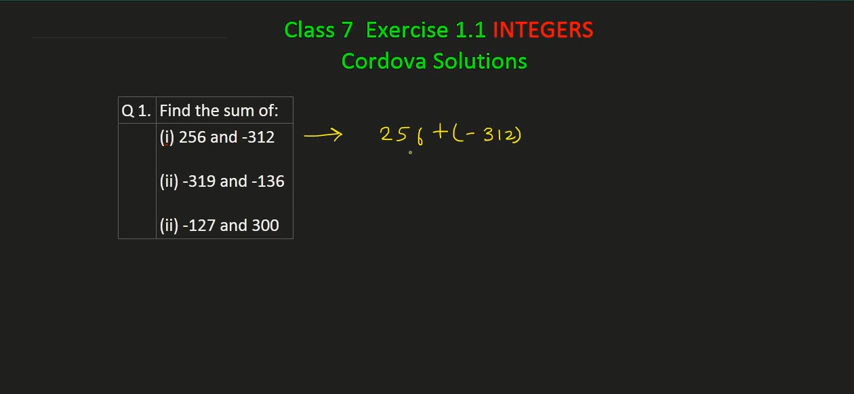 Class 7 Exercise 1.1 INTEGERS
Cordova Solutions
Q 1. Find the sum of:
(i) 256 and -312 → 256 + (- 312)
(ii) -319 and -136
(ii) -127 and 300